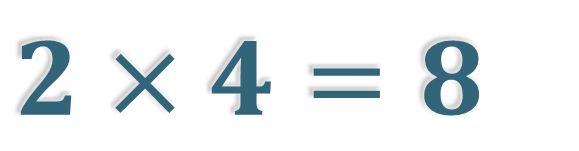 2 × 4 = 8